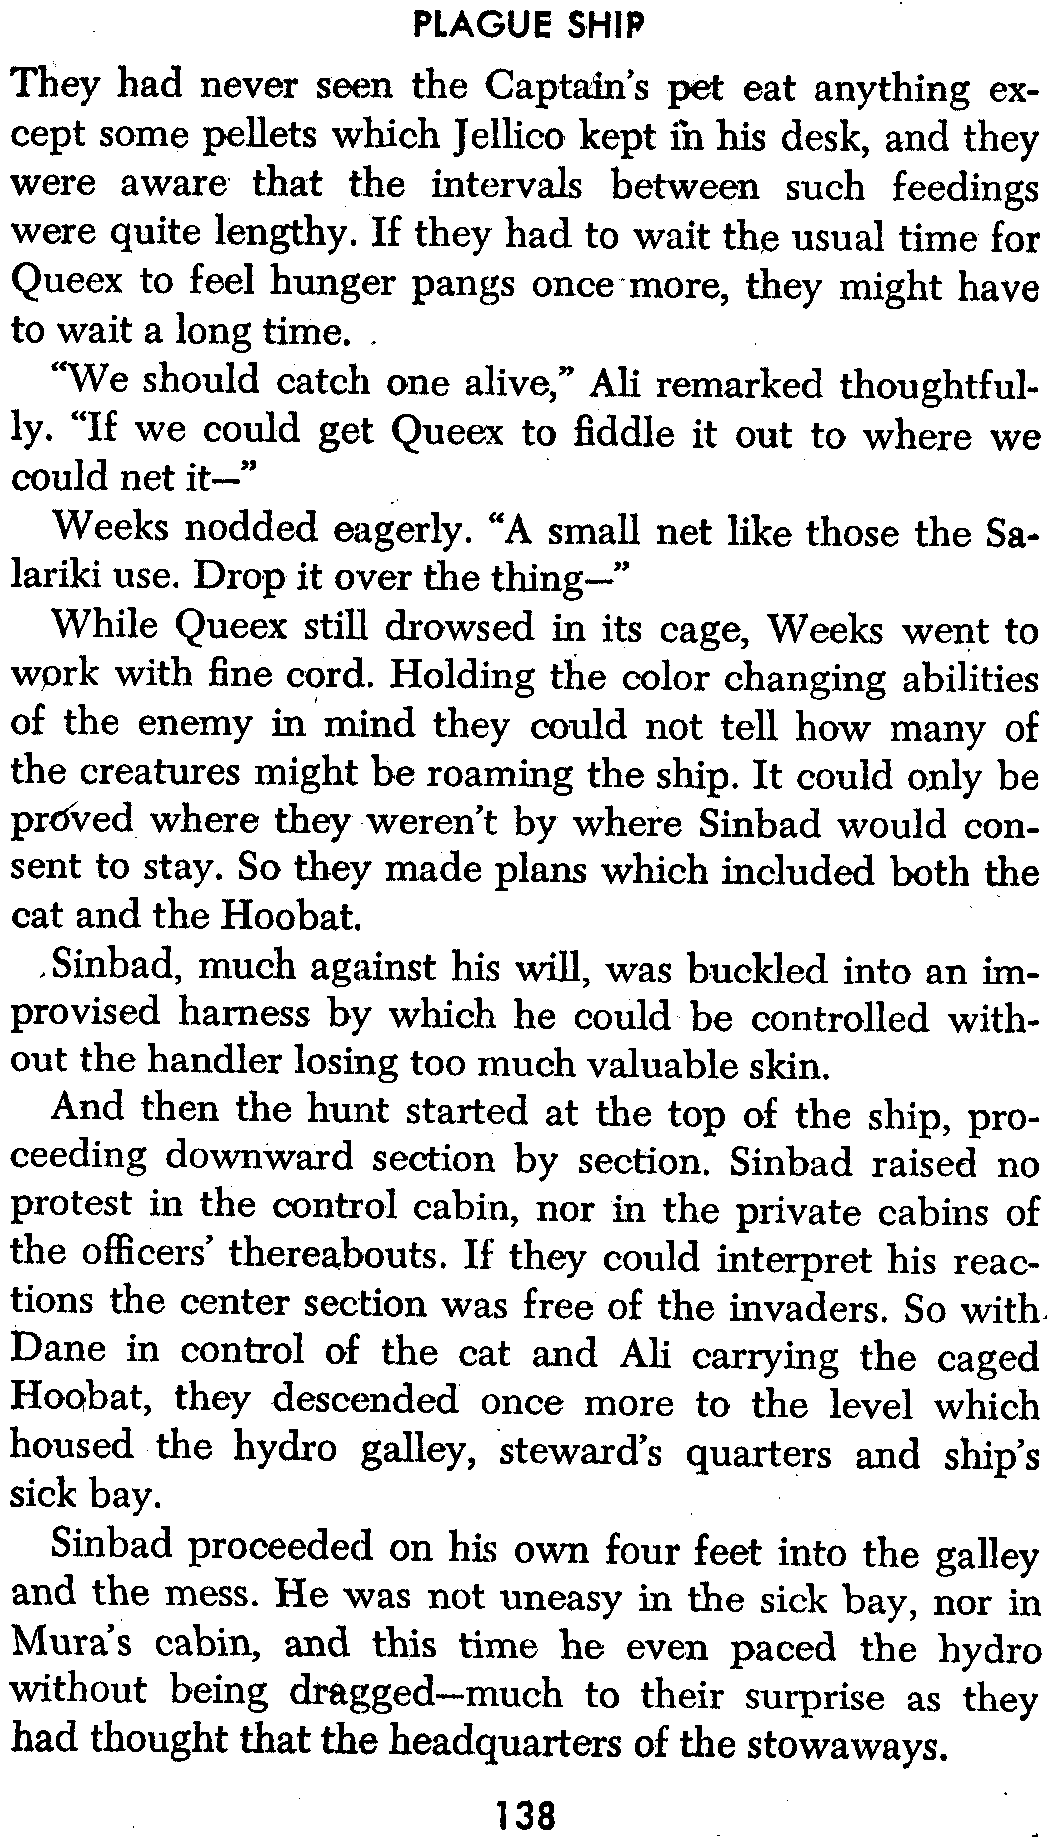 PLAGUE SHIP
They had never seen the Captain's pet eat anything ex-
cept some pellets which Jellico kept in his desk, and they
were aware that the intervals between such feedings
were quite lengthy. If they had to wait the usual time for
Queex to feel hunger pangs once more, they might have
to wait a long time.
"We should catch one alive," Ali remarked thoughtful-
ly. "If we could get Queex to fiddle it out to where we
could net it—"
Weeks nodded eagerly. "A small net like those the Sa-
lariki use. Drop it over the thing—"
While Queex still drowsed in its cage, Weeks went to
work with fine cord. Holding the color changing abilities
of the enemy in mind they could not tell how many of
the creatures might be roaming the ship. It could only be
proved where they weren't by where Sinbad would con-
sent to stay. So they made plans which included both the
cat and the Hoobat.
Sinbad, much against his will, was buckled into an im-
provised harness by which he could be controlled with-
out the handler losing too much valuable skin.
And then the hunt started at the top of the ship, pro-
ceeding downward section by section. Sinbad raised no
protest in the control cabin, nor in the private cabins of
the officers' thereabouts. If they could interpret his reac-
tions the center section was free of the invaders. So with
Dane in control of the cat and Ali carrying the caged
Hoobat, they descended once more to the level which
housed the hydro galley, steward's quarters and ship's
sick bay.
Sinbad proceeded on his own four feet into the galley
and the mess. He was not uneasy in the sick bay, nor in
Mura's cabin, and this time he even paced the hydro
without being dragged—much to their surprise as they
had thought that the headquarters of the stowaways.
138